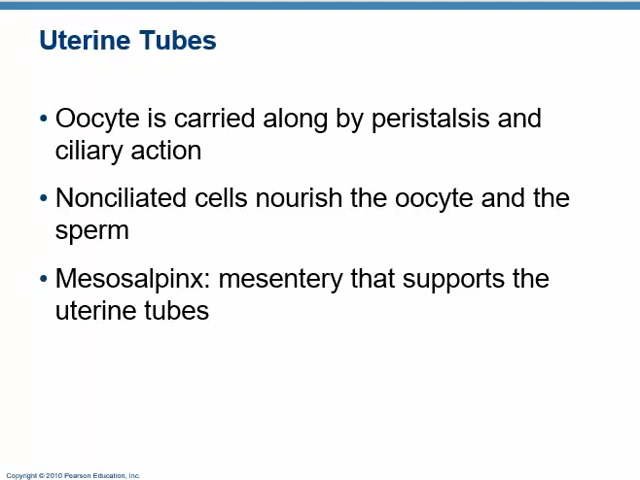 Uterine Tubes
• Oocyte is carried along by peristalsis and
ciliary action
• Nonciliated cells nourish the oocyte and the
sperm
• Mesosalpinx: mesentery that supports the
uterine tubes
Copyright © 2010 Pearson Education, Inc.